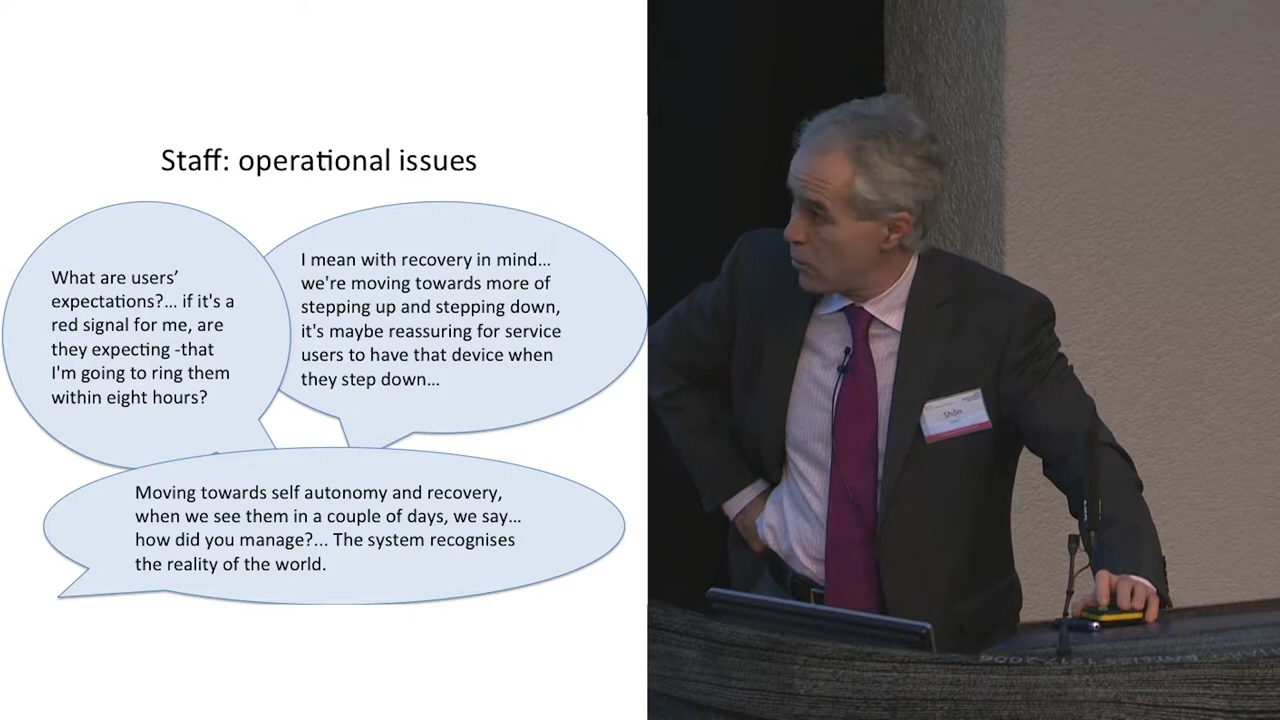 Staff: operational issues
What are users’
expectations?... if it's a
red signal for me, are
they expecting -that
I'm going to ring them
within eight hours?
I mean with recovery in mind...
we're moving towards more of
stepping up and stepping down,
it's maybe reassuring for service
users to have that device when
they step down...
Moving towards self autonomy and recovery,
when we see them in a couple of days, we say...
how did you manage?... The system recognises
the reality of the world.
Shôn